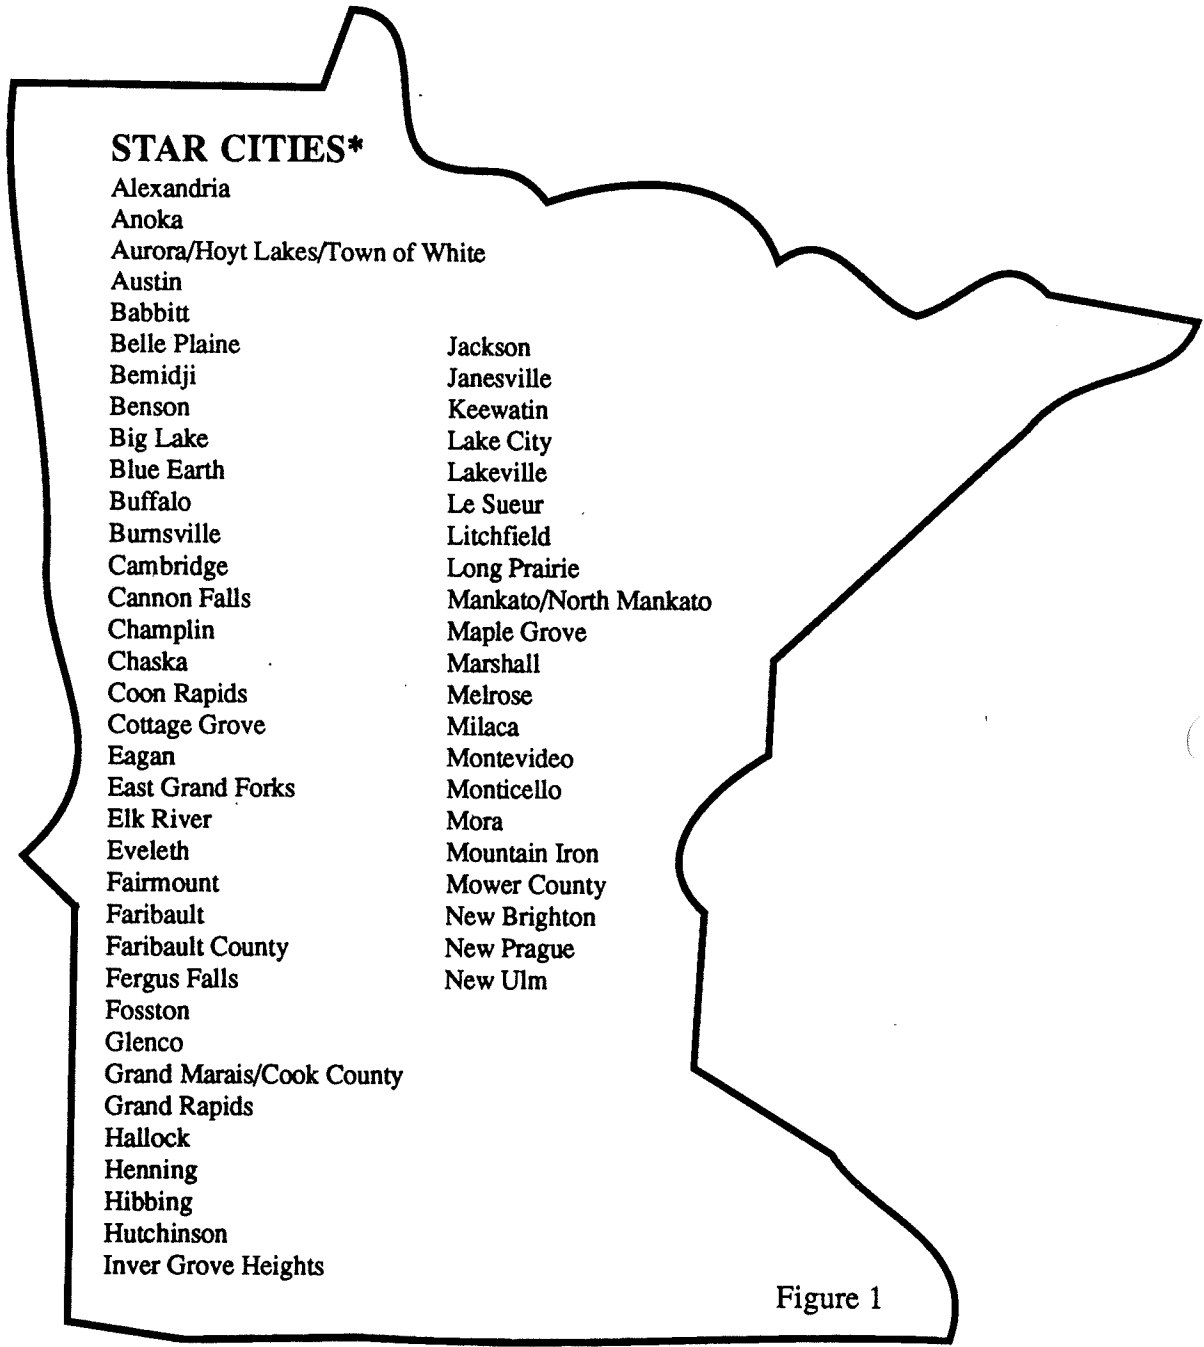 STAR CITIES*
Alexandria
Anoka
Aurora/Hoyt Lakes/Town of White
Austin
Babbitt
Belle Plaine
Bemidji
Benson
Big Lake
Blue Earth
Buffalo
Burnsville
Cambridge
Cannon Falls
Champlin
Chaska
Coon Rapids
Cottage Grove
Eagan
East Grand Forks
Elk River
Eveleth
Fairmount
Faribault
Faribault County
Fergus Falls
Fosston
Glenco
Grand Marais/Cook County
Grand Rapids
Hallock
Henning
Hibbing
Hutchinson
Inver Grove Heights
Jackson
Janesville
Keewatin
Lake City
Lakeville
Le Sueur
Litchfield
Long Prairie
Mankato/North Mankato
Maple Grove
Marshall
Melrose
Milaca
Montevideo
Monticello
Mora
Mountain Iron
Mower County
New Brighton
New Prague
New Ulm
Figure 1